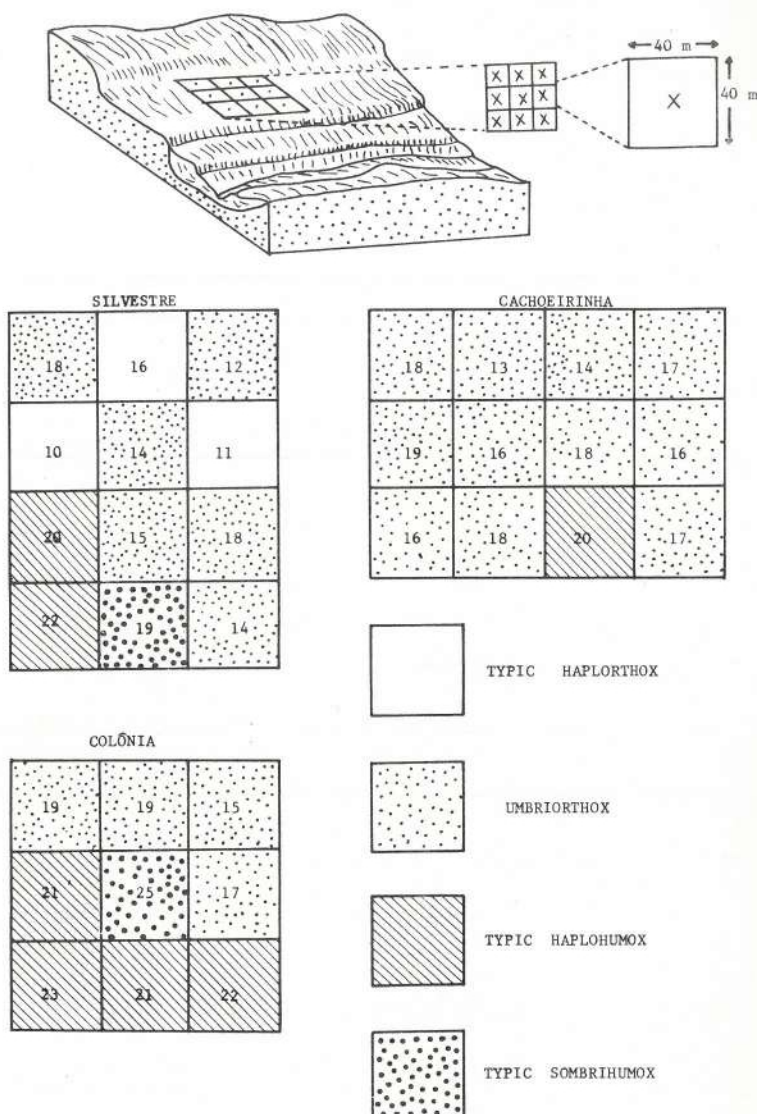 40 m
X X X
X X X
X X X
X
40 m
SILVESTRE
18 16 12
10 14 11
20 15 18
22 19 14
CACHOEIRINHA
18 13 14 17
19 16 18 16
16 18 20 17
COLÔNIA
19 19 15
21 25 17
23 21 22
TYPIC HAPLORTHOX
UMBRIORTHOX
TYPIC HAPLOHUMOX
TYPIC SOMBRIHUMOX